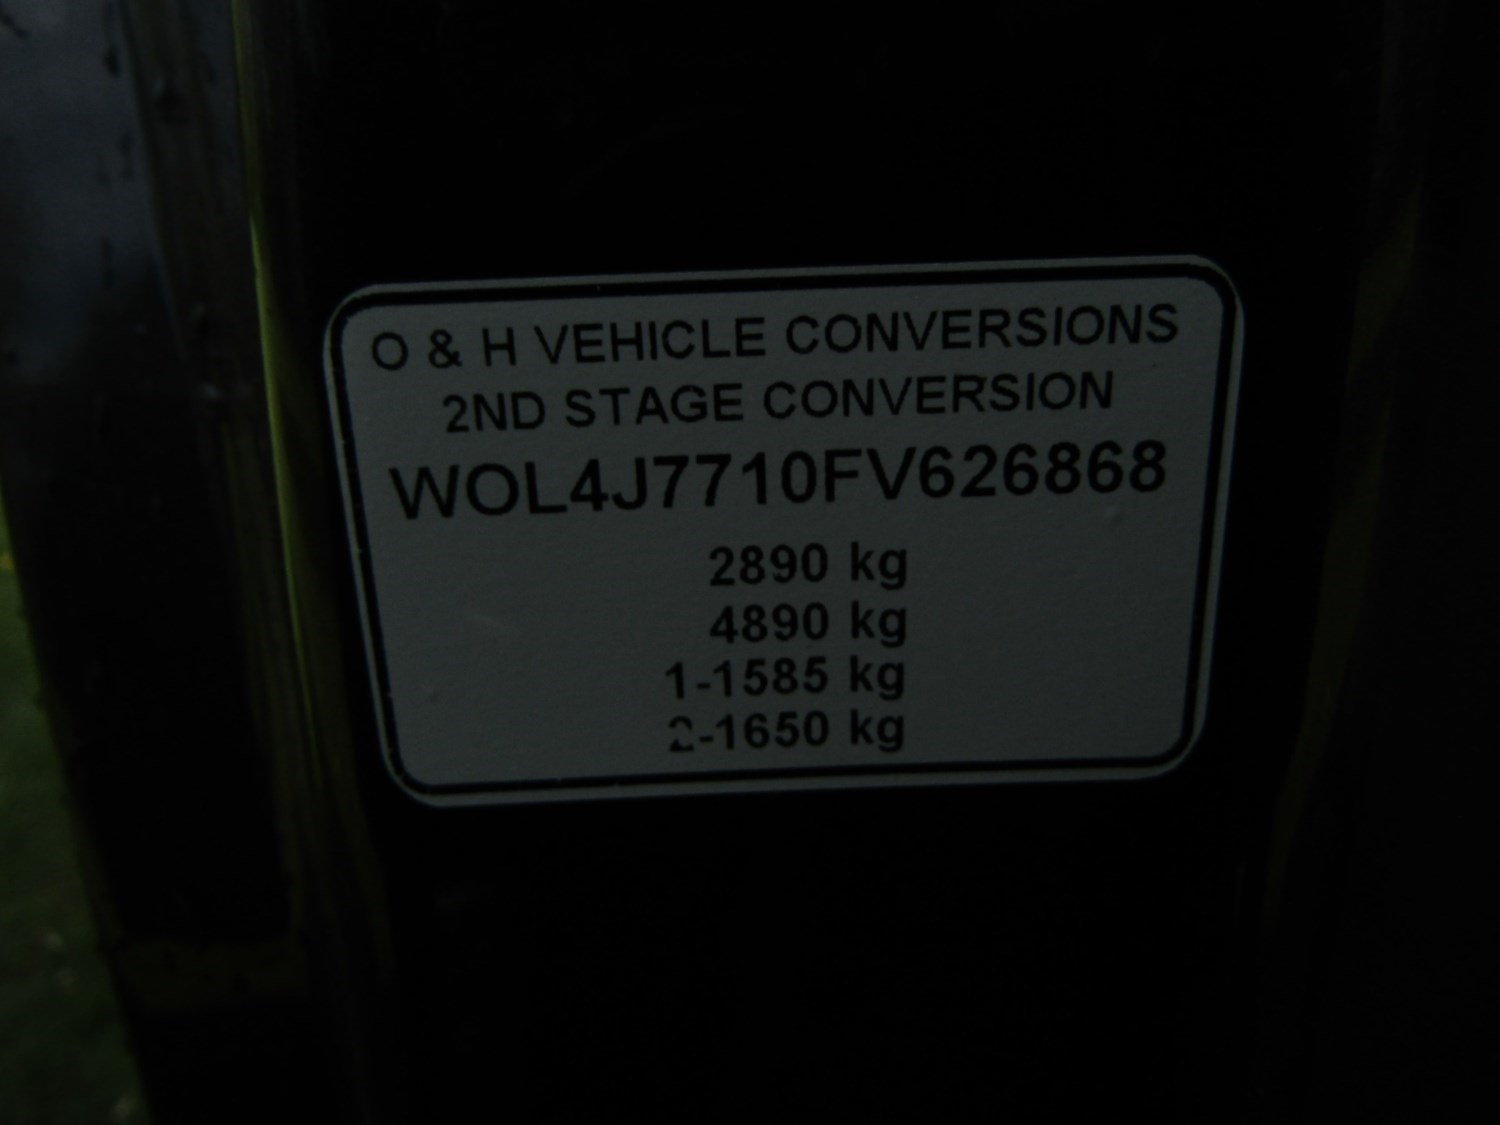 O & H VEHICLE CONVERSIONS
2ND STAGE CONVERSION
WOL4J7710FV626868
2890 kg
4890 kg
1-1585 kg
2-1650 kg